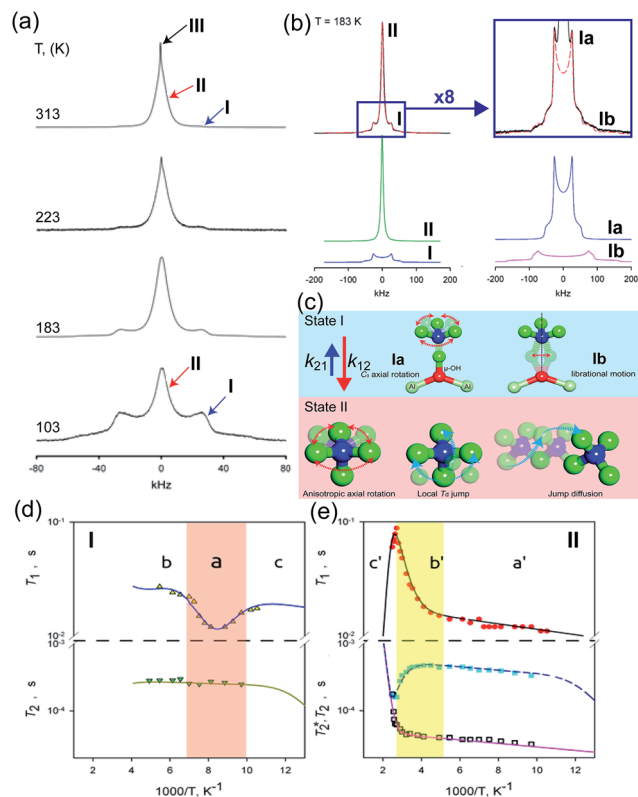 (a)
T, (K)
III
II
I
313
223
183
II
I
103
-80 -40 0 40 80
kHz
(b)
T = 183 K
II
I
x8
Ia
Ib
II
I
Ia
Ib
-200 -100 0 100 200
kHz
-200 -100 0 100 200
kHz
(c)
State I
k21 k12
Ia
C3 axial rotation
μ-OH
Al Al
Ib
librational motion
State II
Anisotropic axial rotation
Local Td jump
Jump diffusion
(d)
10-1
I
b a c
T1, s
10-2
10-3
T2, s
10-4
2 4 6 8 10 12
1000/T, K-1
(e)
10-1
II
c' b' a'
T1, s
10-2
10-3
T2*, T2, s
10-4
2 4 6 8 10 12
1000/T, K-1